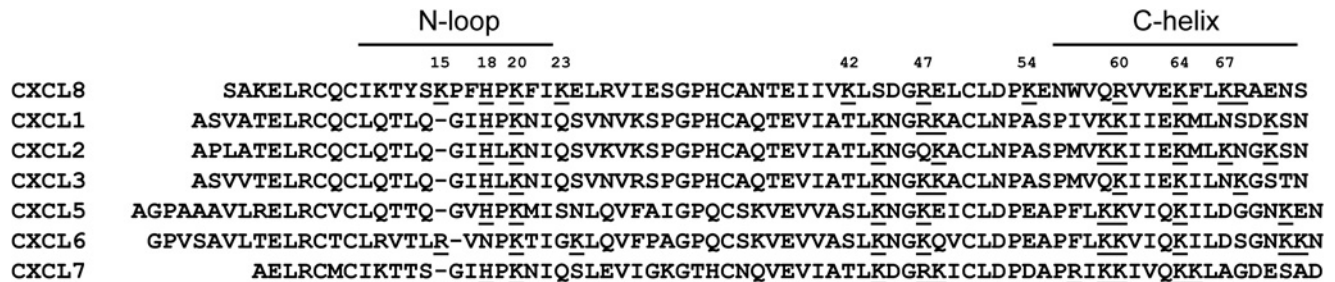 N-loop C-helix
15 18 20 23 42 47 54 60 64 67
CXCL8 SAKELRCQCIKTYSKPFHPKFIKELRVIESGPHCANTEIIVKLSDGRELCLDPKENWVQRVVEKFLKRAENS
CXCL1 ASVATELRCQCLQTLQ-GIHPKNIQSVNVKSPGPHCAQTEVIATLKNGRKACLNPASPIVKKIIEKMLNSDKSN
CXCL2 APLATELRCQCLQTLQ-GIHLKNIQSVKVKSPGPHCAQTEVIATLKNGQKACLNPASPMVKKIIEKMLKNGKSN
CXCL3 ASVVTELRCQCLQTLQ-GIHLKNIQSVNVRSPGPHCAQTEVIATLKNGKKACLNPASPMVQKIIEKILNKGSTN
CXCL5 AGPAAAVLRELRCVCLQTTQ-GVHPKMISNLQVFAIGPQCSKVEVVASLKNGKEICLDPEAPFLKKVIQKILDGGNKEN
CXCL6 GPVSAVLTELRCTCLRVTLR-VNPKTIGKLQVFPAGPQCSKVEVVASLKNGKQVCLDPEAPFLKKVIQKILDSGNKKN
CXCL7 AELRCMCIKTTS-GIHPKNIQSLEVIGKGTHCNQVEVIATLKDGRKICLDPDAPRIKKIVQKKLAGDESAD